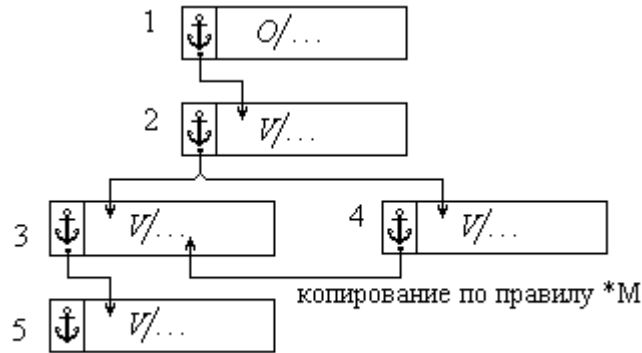 1 O/...
2 V/...
3 V/...
4 V/...
копирование по правилу *М
5 V/...